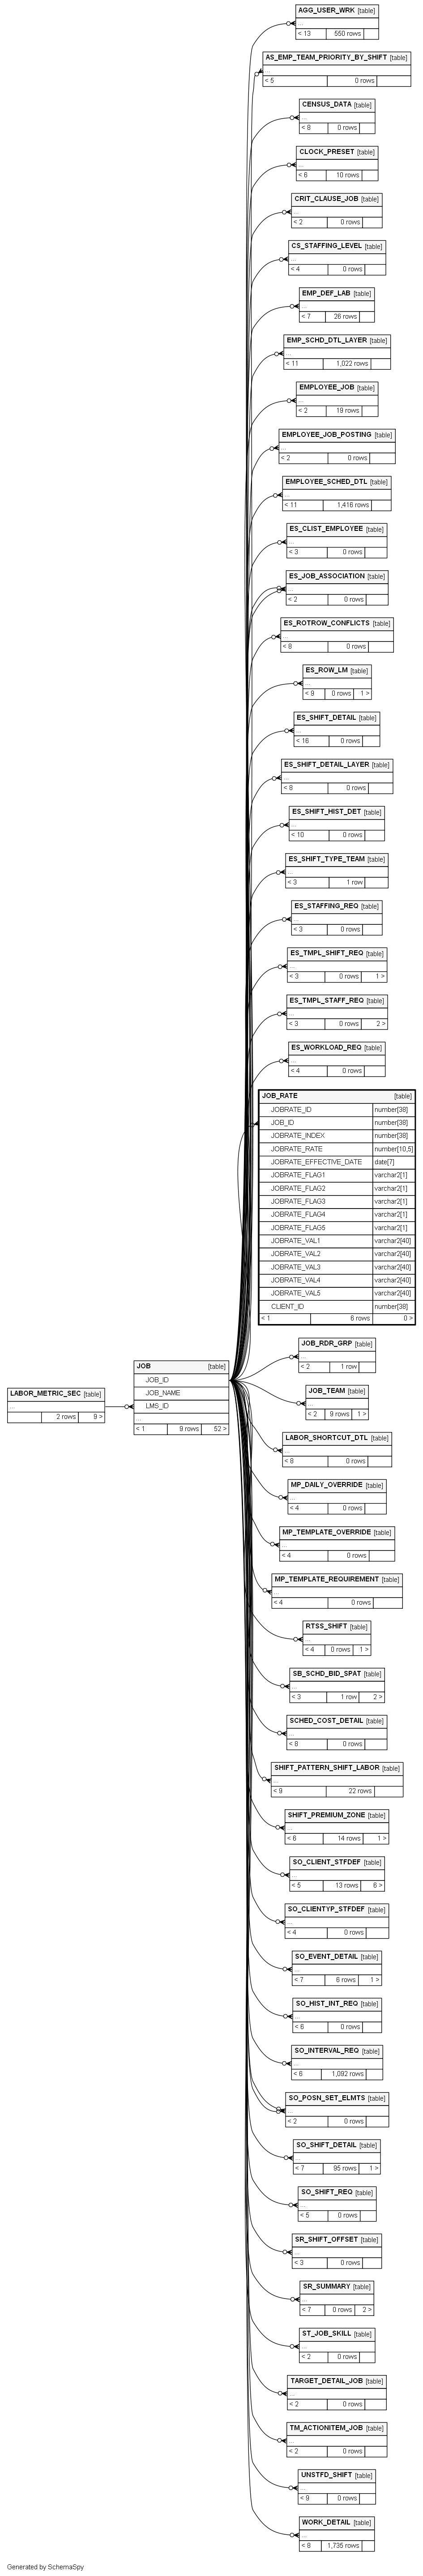 AGG_USER_WRK [table]
...
< 13 550 rows
AS_EMP_TEAM_PRIORITY_BY_SHIFT [table]
...
< 5 0 rows
CENSUS_DATA [table]
...
< 8 0 rows
CLOCK_PRESET [table]
...
< 6 10 rows
CRIT_CLAUSE_JOB [table]
...
< 2 0 rows
CS_STAFFING_LEVEL [table]
...
< 4 0 rows
EMP_DEF_LAB [table]
...
< 7 26 rows
EMP_SCHD_DTL_LAYER [table]
...
< 11 1,022 rows
EMPLOYEE_JOB [table]
...
< 2 19 rows
EMPLOYEE_JOB_POSTING [table]
...
< 2 0 rows
EMPLOYEE_SCHED_DTL [table]
...
< 11 1,416 rows
ES_CLIST_EMPLOYEE [table]
...
< 3 0 rows
ES_JOB_ASSOCIATION [table]
...
< 2 0 rows
ES_ROTROW_CONFLICTS [table]
...
< 8 0 rows
ES_ROW_LM [table]
...
< 9 0 rows 1 >
ES_SHIFT_DETAIL [table]
...
< 16 0 rows
ES_SHIFT_DETAIL_LAYER [table]
...
< 8 0 rows
ES_SHIFT_HIST_DET [table]
...
< 10 0 rows
ES_SHIFT_TYPE_TEAM [table]
...
< 3 1 row
ES_STAFFING_REQ [table]
...
< 3 0 rows
ES_TMPL_SHIFT_REQ [table]
...
< 3 0 rows 1 >
ES_TMPL_STAFF_REQ [table]
...
< 3 0 rows 2 >
ES_WORKLOAD_REQ [table]
...
< 4 0 rows
JOB_RATE [table]
JOBRATE_ID number[38]
JOB_ID number[38]
JOBRATE_INDEX number[38]
JOBRATE_RATE number[10,5]
JOBRATE_EFFECTIVE_DATE date[7]
JOBRATE_FLAG1 varchar2[1]
JOBRATE_FLAG2 varchar2[1]
JOBRATE_FLAG3 varchar2[1]
JOBRATE_FLAG4 varchar2[1]
JOBRATE_FLAG5 varchar2[1]
JOBRATE_VAL1 varchar2[40]
JOBRATE_VAL2 varchar2[40]
JOBRATE_VAL3 varchar2[40]
JOBRATE_VAL4 varchar2[40]
JOBRATE_VAL5 varchar2[40]
CLIENT_ID number[38]
< 1 6 rows 0 >
JOB_RDR_GRP [table]
...
< 2 1 row
LABOR_METRIC_SEC [table]
...
2 rows 9 >
JOB [table]
JOB_ID
JOB_NAME
LMS_ID
...
< 1 9 rows 52 >
JOB_TEAM [table]
...
< 2 9 rows 1 >
LABOR_SHORTCUT_DTL [table]
...
< 8 0 rows
MP_DAILY_OVERRIDE [table]
...
< 4 0 rows
MP_TEMPLATE_OVERRIDE [table]
...
< 4 0 rows
MP_TEMPLATE_REQUIREMENT [table]
...
< 4 0 rows
RTSS_SHIFT [table]
...
< 4 0 rows 1 >
SB_SCHD_BID_SPAT [table]
...
< 3 1 row 2 >
SCHED_COST_DETAIL [table]
...
< 8 0 rows
SHIFT_PATTERN_SHIFT_LABOR [table]
...
< 9 22 rows
SHIFT_PREMIUM_ZONE [table]
...
< 6 14 rows 1 >
SO_CLIENT_STFDEF [table]
...
< 5 13 rows 6 >
SO_CLIENTYP_STFDEF [table]
...
< 4 0 rows
SO_EVENT_DETAIL [table]
...
< 7 6 rows 1 >
SO_HIST_INT_REQ [table]
...
< 6 0 rows
SO_INTERVAL_REQ [table]
...
< 6 1,092 rows
SO_POSN_SET_ELMTS [table]
...
< 2 0 rows
SO_SHIFT_DETAIL [table]
...
< 7 95 rows 1 >
SO_SHIFT_REQ [table]
...
< 5 0 rows
SR_SHIFT_OFFSET [table]
...
< 3 0 rows
SR_SUMMARY [table]
...
< 7 0 rows 2 >
ST_JOB_SKILL [table]
...
< 2 0 rows
TARGET_DETAIL_JOB [table]
...
< 2 0 rows
TM_ACTIONITEM_JOB [table]
...
< 2 0 rows
UNSTFD_SHIFT [table]
...
< 9 0 rows
WORK_DETAIL [table]
...
< 8 1,735 rows
Generated by SchemaSpy